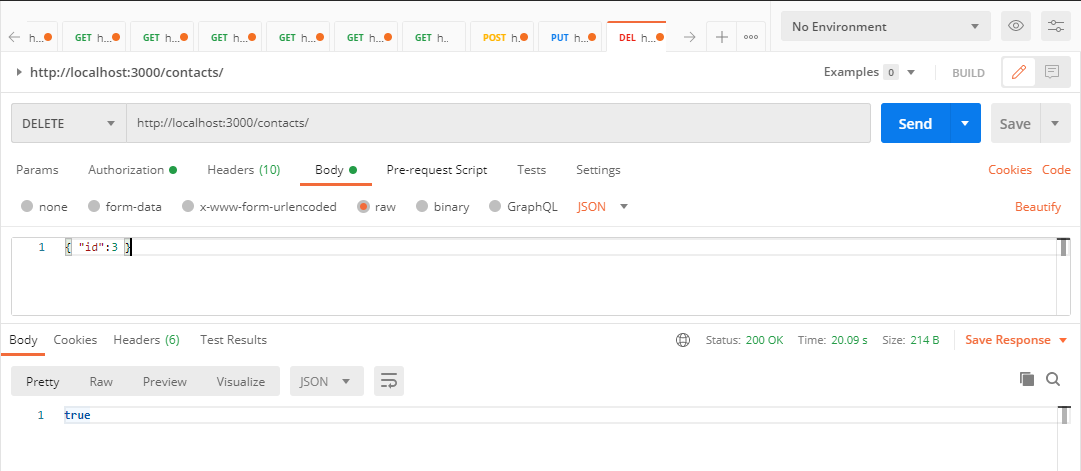 h... GET h... GET h... GET h... GET h... GET h... GET h.. POST h... PUT h... DEL h... No Environment
http://localhost:3000/contacts/ Examples 0 BUILD
DELETE http://localhost:3000/contacts/ Send Save
Params Authorization Headers (10) Body Pre-request Script Tests Settings Cookies Code
none form-data x-www-form-urlencoded raw binary GraphQL JSON Beautify
1 { "id":3 }
Body Cookies Headers (6) Test Results Status: 200 OK Time: 20.09 s Size: 214 B Save Response
Pretty Raw Preview Visualize JSON
1 true